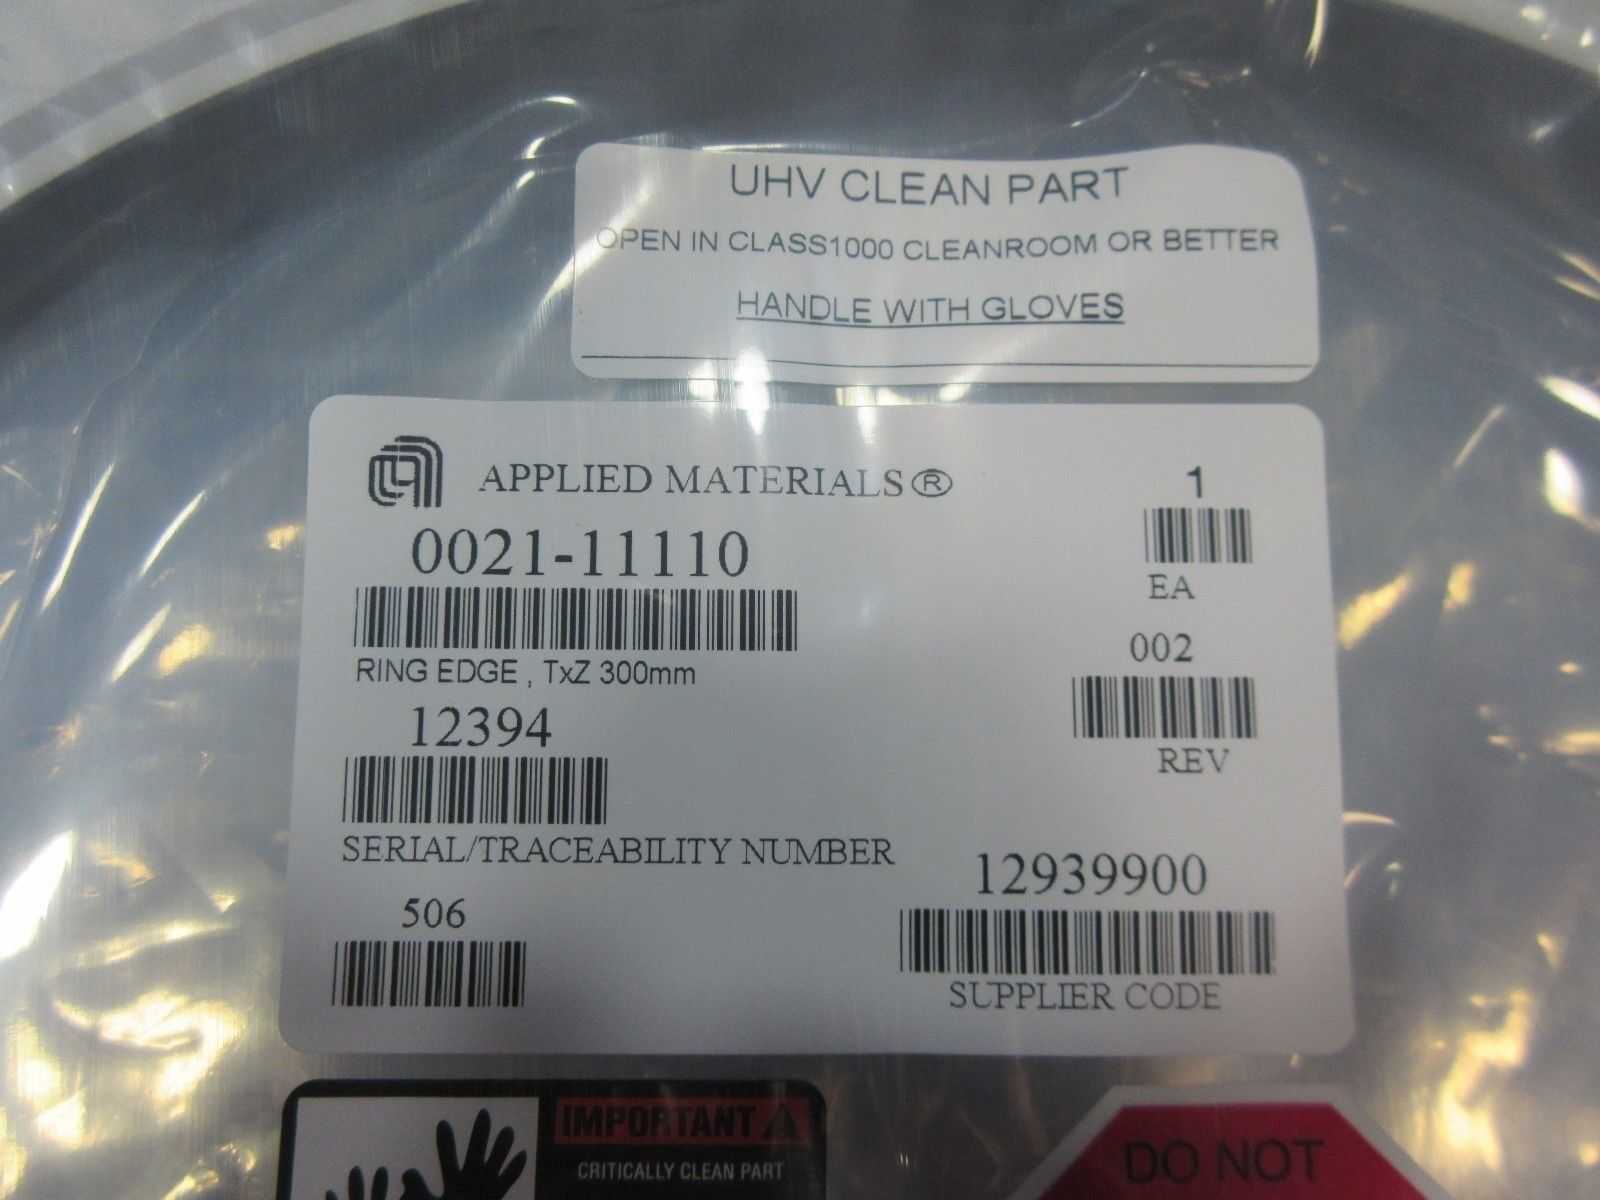 UHV CLEAN PART
OPEN IN CLASS1000 CLEANROOM OR BETTER
HANDLE WITH GLOVES
APPLIED MATERIALS®
1
0021-11110
EA
RING EDGE , TxZ 300mm
002
12394
REV
SERIAL/TRACEABILITY NUMBER
12939900
506
SUPPLIER CODE
IMPORTANT
CRITICALLY CLEAN PART
DO NOT